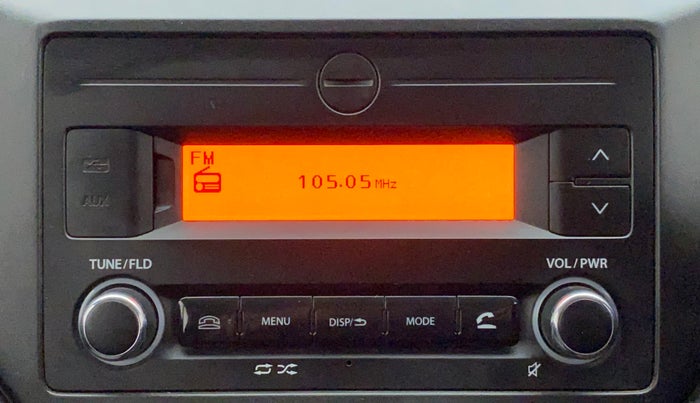 FM
105.05 MHz
AUX
TUNE/FLD
VOL/PWR
MENU
DISP/
MODE